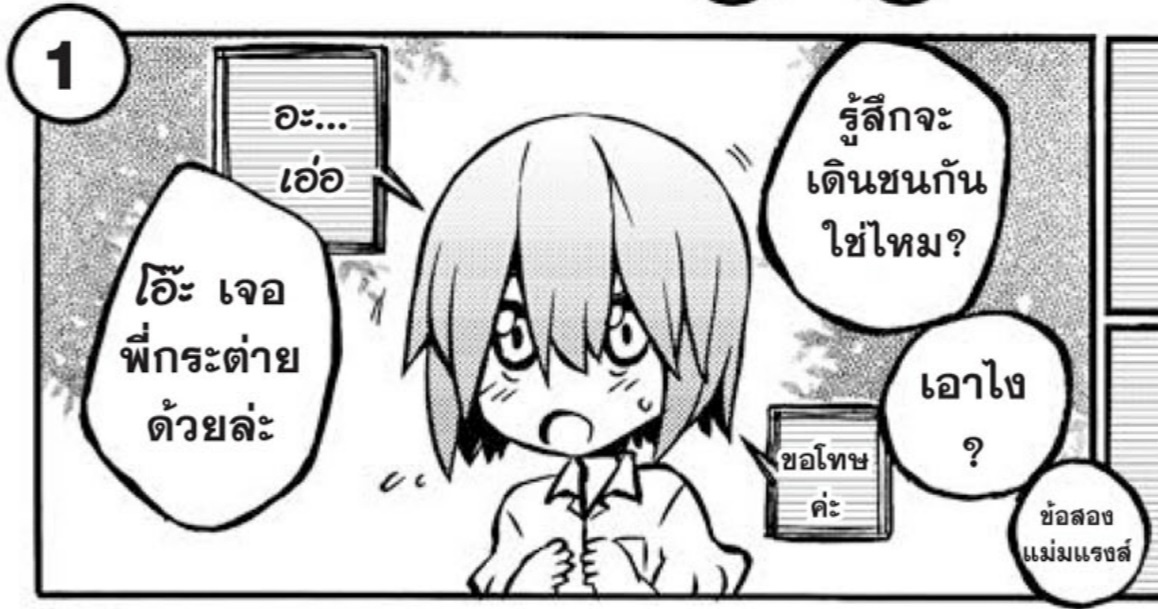 1
รู้สึกจะ
เดินชนกัน
ใช่ไหม?
เอาไง
?
ข้อสอง
แม่มแรงส์
ขอโทษ
ค่ะ
อะ...
เอ่อ
โอ๊ะ เจอ
พี่กระต่าย
ด้วยล่ะ